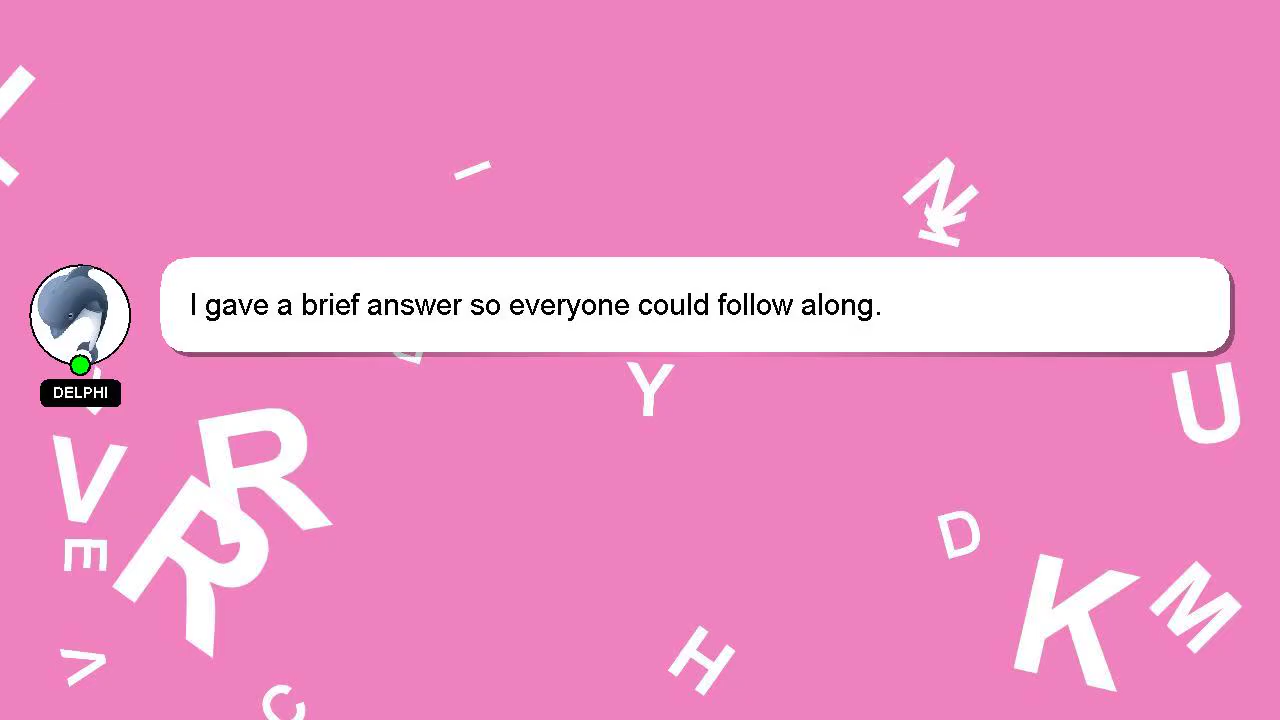 I gave a brief answer so everyone could follow along.
DELPHI
I
N
K
Y
U
V
R
R
E
D
K
M
H
V
C